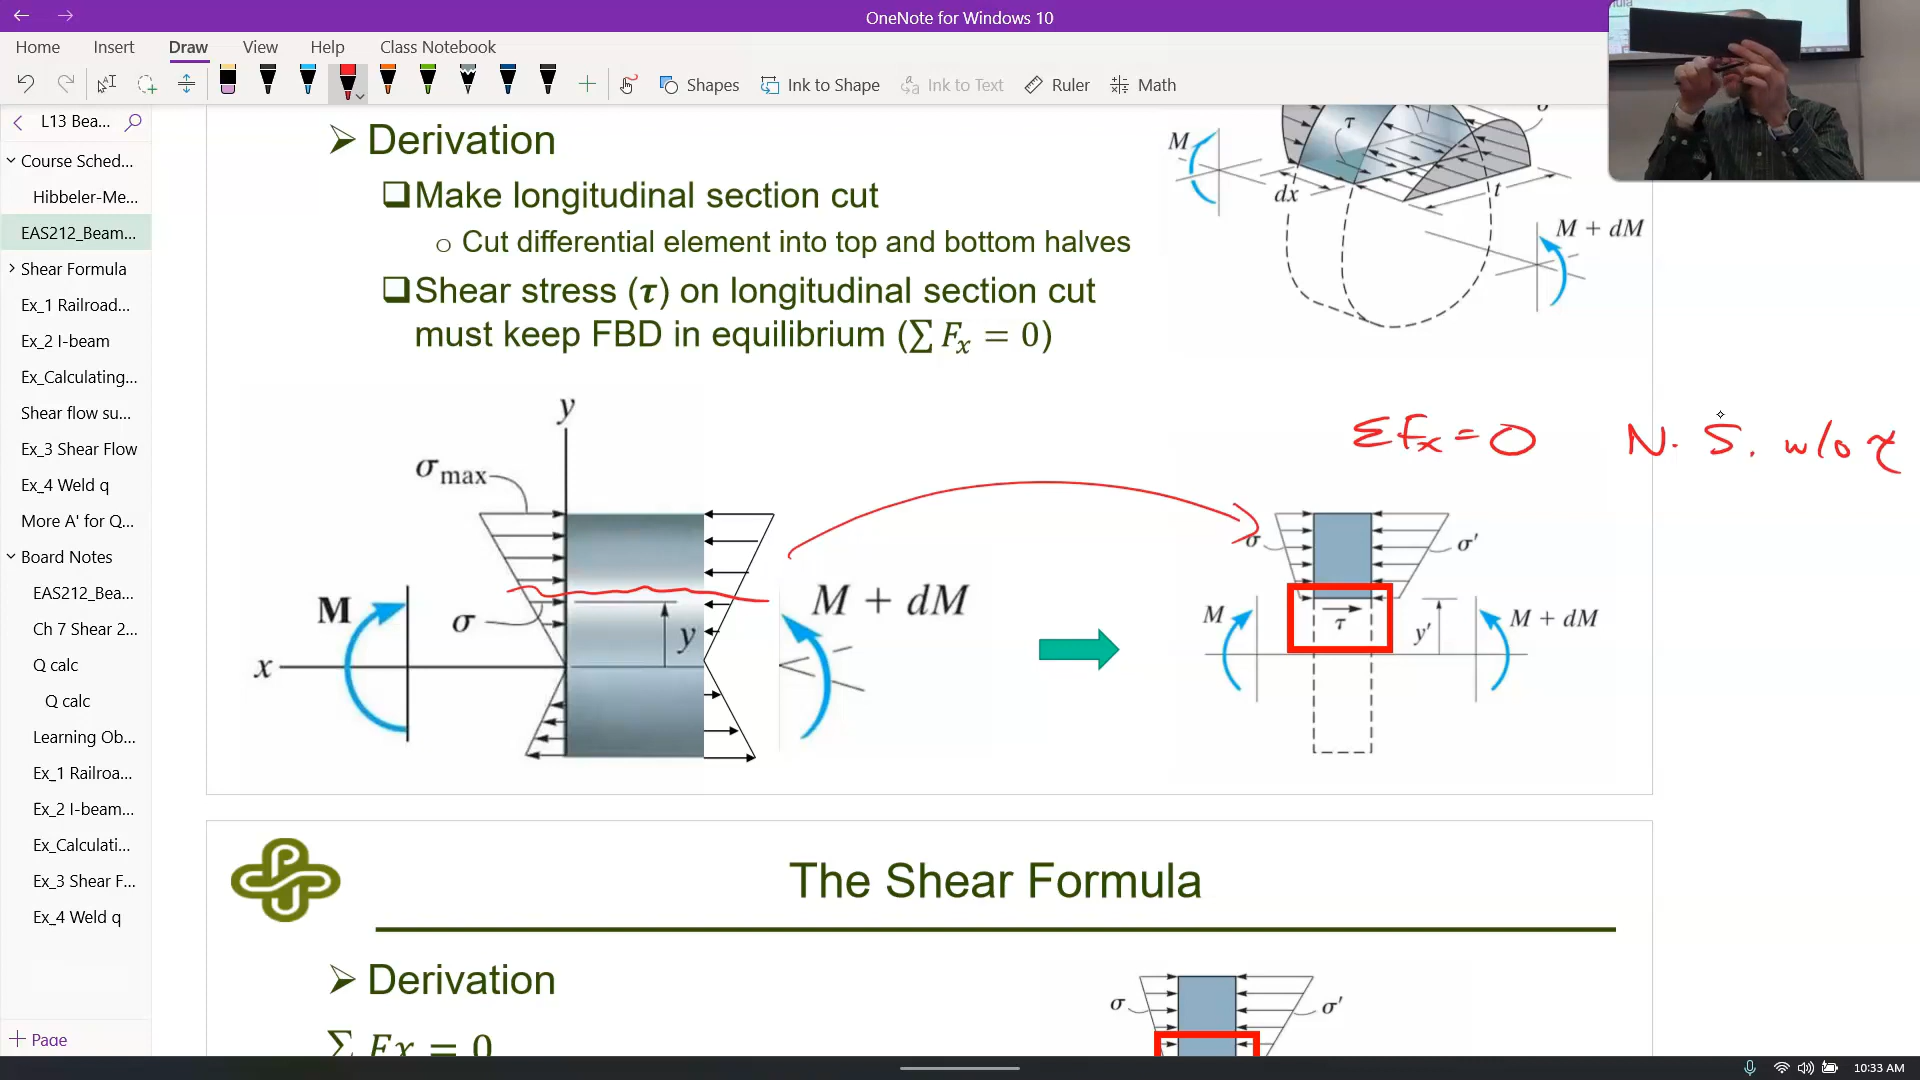 OneNote for Windows 10
Home Insert Draw View Help Class Notebook
Shapes Ink to Shape Ink to Text Ruler Math
L13 Bea...
Course Sched...
Hibbeler-Me...
EAS212_Beam...
Shear Formula
Ex_1 Railroad...
Ex_2 I-beam
Ex_Calculating...
Shear flow su...
Ex_3 Shear Flow
Ex_4 Weld q
More A' for Q...
Board Notes
EAS212_Bea...
Ch 7 Shear 2...
Q calc
Q calc
Learning Ob...
Ex_1 Railroa...
Ex_2 I-beam...
Ex_Calculati...
Ex_3 Shear F...
Ex_4 Weld q
+ Page
➢ Derivation
❑Make longitudinal section cut
o Cut differential element into top and bottom halves
❑Shear stress (τ) on longitudinal section cut
must keep FBD in equilibrium (∑ Fx = 0)
M
τ
dx
t
M + dM
ΣFx = 0 N. S. w/o τ
y
σmax
M
σ
x
y
M + dM
σ
σ'
M
τ
y'
M + dM
The Shear Formula
➢ Derivation
∑ Fx = 0
σ
σ'
10:33 AM